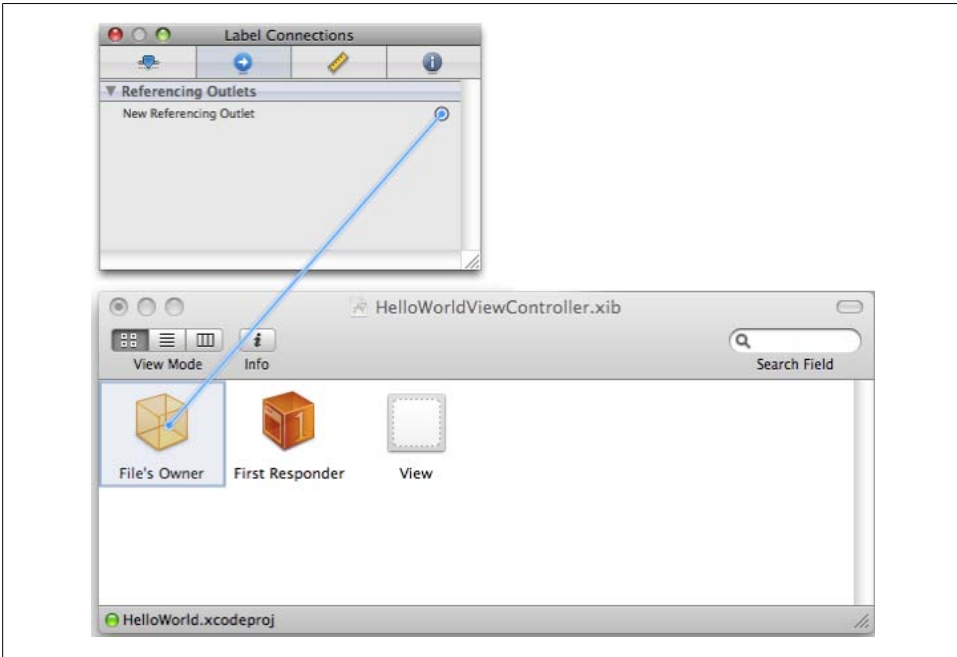 Label Connections
Referencing Outlets
New Referencing Outlet
HelloWorldViewController.xib
View Mode
Info
Search Field
1
File's Owner
First Responder
View
HelloWorld.xcodeproj